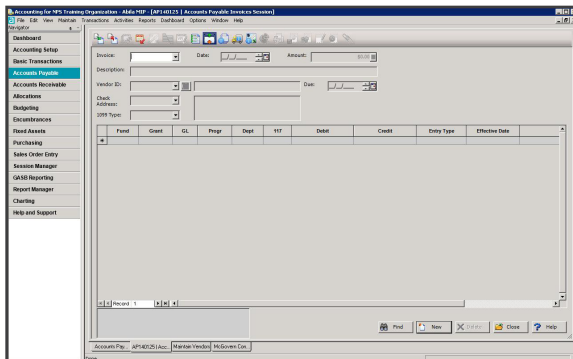 Accounting for NPS Training Organization - Abila MIP - [AP140125 | Accounts Payable Invoices Session]
File Edit View Maintain Transactions Activities Reports Dashboard Options Window Help
Navigator
Dashboard
Accounting Setup
Basic Transactions
Accounts Payable
Accounts Receivable
Allocations
Budgeting
Encumbrances
Fixed Assets
Purchasing
Sales Order Entry
Session Manager
GASB Reporting
Report Manager
Charting
Help and Support
Invoice: Date: Amount: $0.00
Description:
Vendor ID: Due:
Check Address:
1099 Type:
Fund Grant GL Progr Dept Y17 Debit Credit Entry Type Effective Date
Record 1
Find New Delete Close Help
Accounts Pay... AP140125 | Acc... Maintain Vendors McGovern Con...